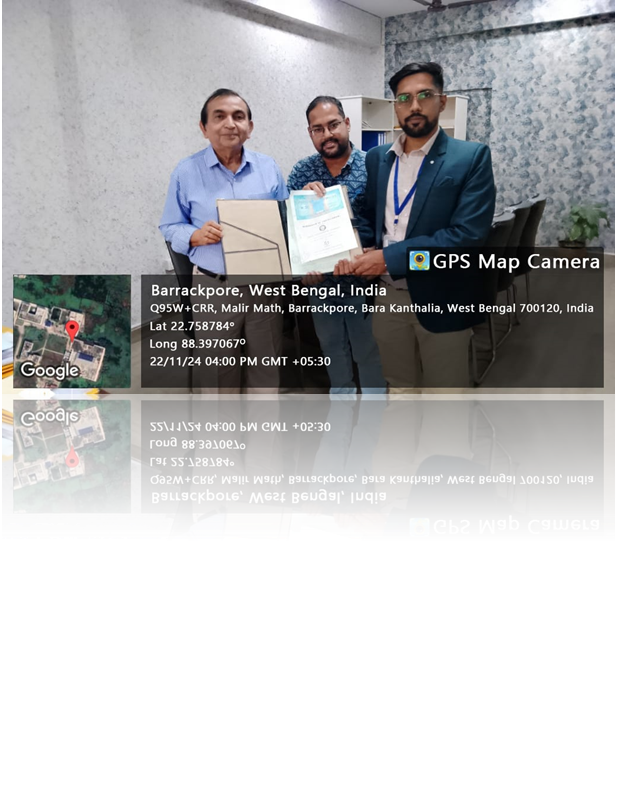 GPS Map Camera
Barrackpore, West Bengal, India
Q95W+CRR, Malir Math, Barrackpore, Bara Kanthalia, West Bengal 700120, India
Lat 22.758784°
Long 88.397067°
22/11/24 04:00 PM GMT +05:30
Google